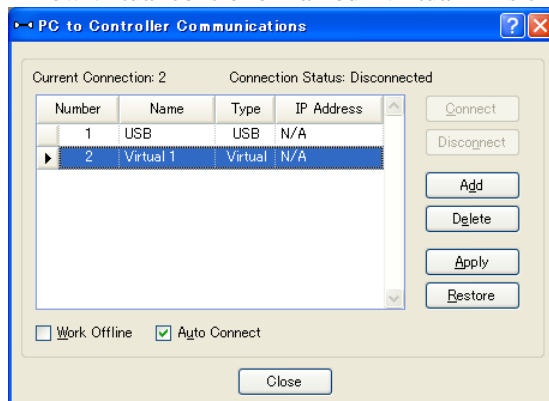 PC to Controller Communications
Current Connection: 2 Connection Status: Disconnected
Number Name Type IP Address
1 USB USB N/A
2 Virtual 1 Virtual N/A
Connect
Disconnect
Add
Delete
Apply
Restore
Work Offline Auto Connect
Close